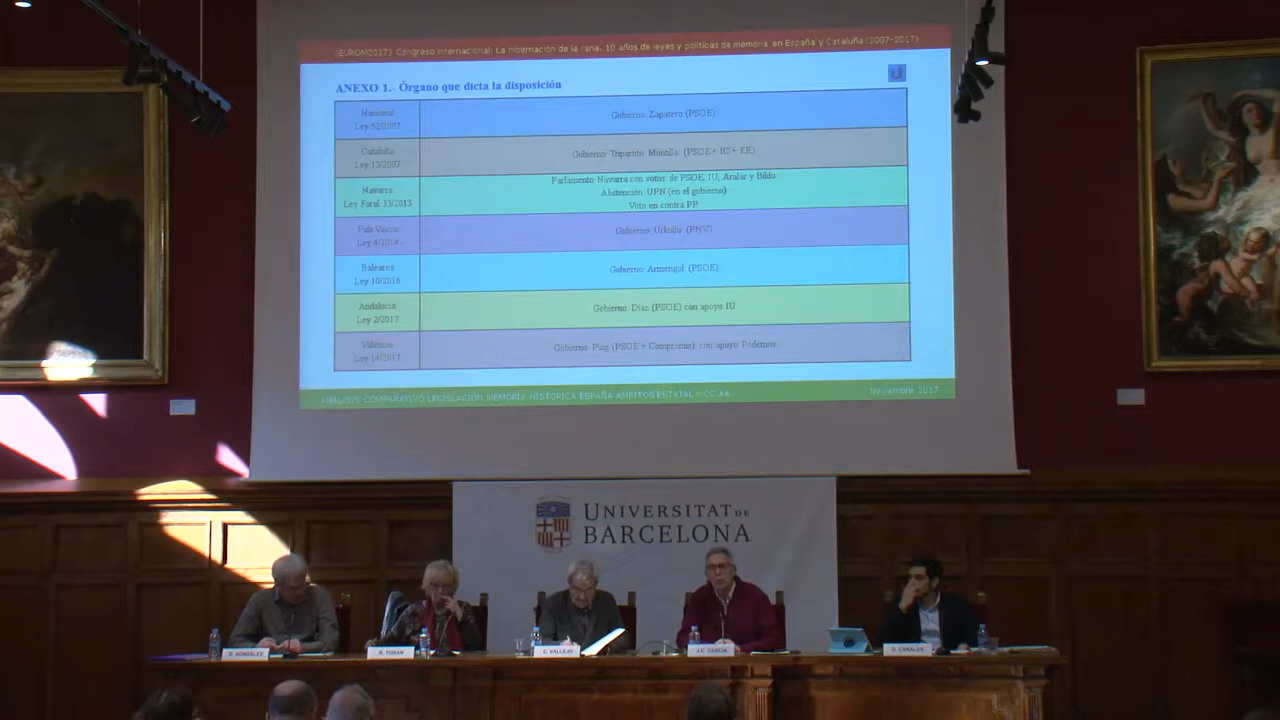 (EUROM2017). Congreso internacional: La hibernación de la rana. 10 años de leyes y políticas de memoria en España y Cataluña (2007-2017)
ANEXO 1.- Órgano que dicta la disposición
Nacional
Ley 52/2007
Gobierno Zapatero (PSOE)
Cataluña
Ley 13/2007
Gobierno Tripartito Montilla (PSOE + IC + ER)
Navarra
Ley Foral 33/2013
Parlamento Navarra con votos de PSOE, IU, Aralar y Bildu
Abstención: UPN (en el gobierno)
Voto en contra PP
País Vasco
Ley 4/2014
Gobierno Urkullu (PNV)
Baleares
Ley 10/2016
Gobierno Armengol (PSOE)
Andalucía
Ley 2/2017
Gobierno Díaz (PSOE) con apoyo IU
Valencia
Ley 14/2017
Gobierno Puig (PSOE + Compromis) con apoyo Podemos
ANÁLISIS COMPARATIVO LEGISLACIÓN MEMORIA HISTÓRICA ESPAÑA ÁMBITOS ESTATAL Y CC.AA
Noviembre 2017
UNIVERSITAT DE
BARCELONA
R. TORAN
C. VALLEJO
J.C. GARCIA